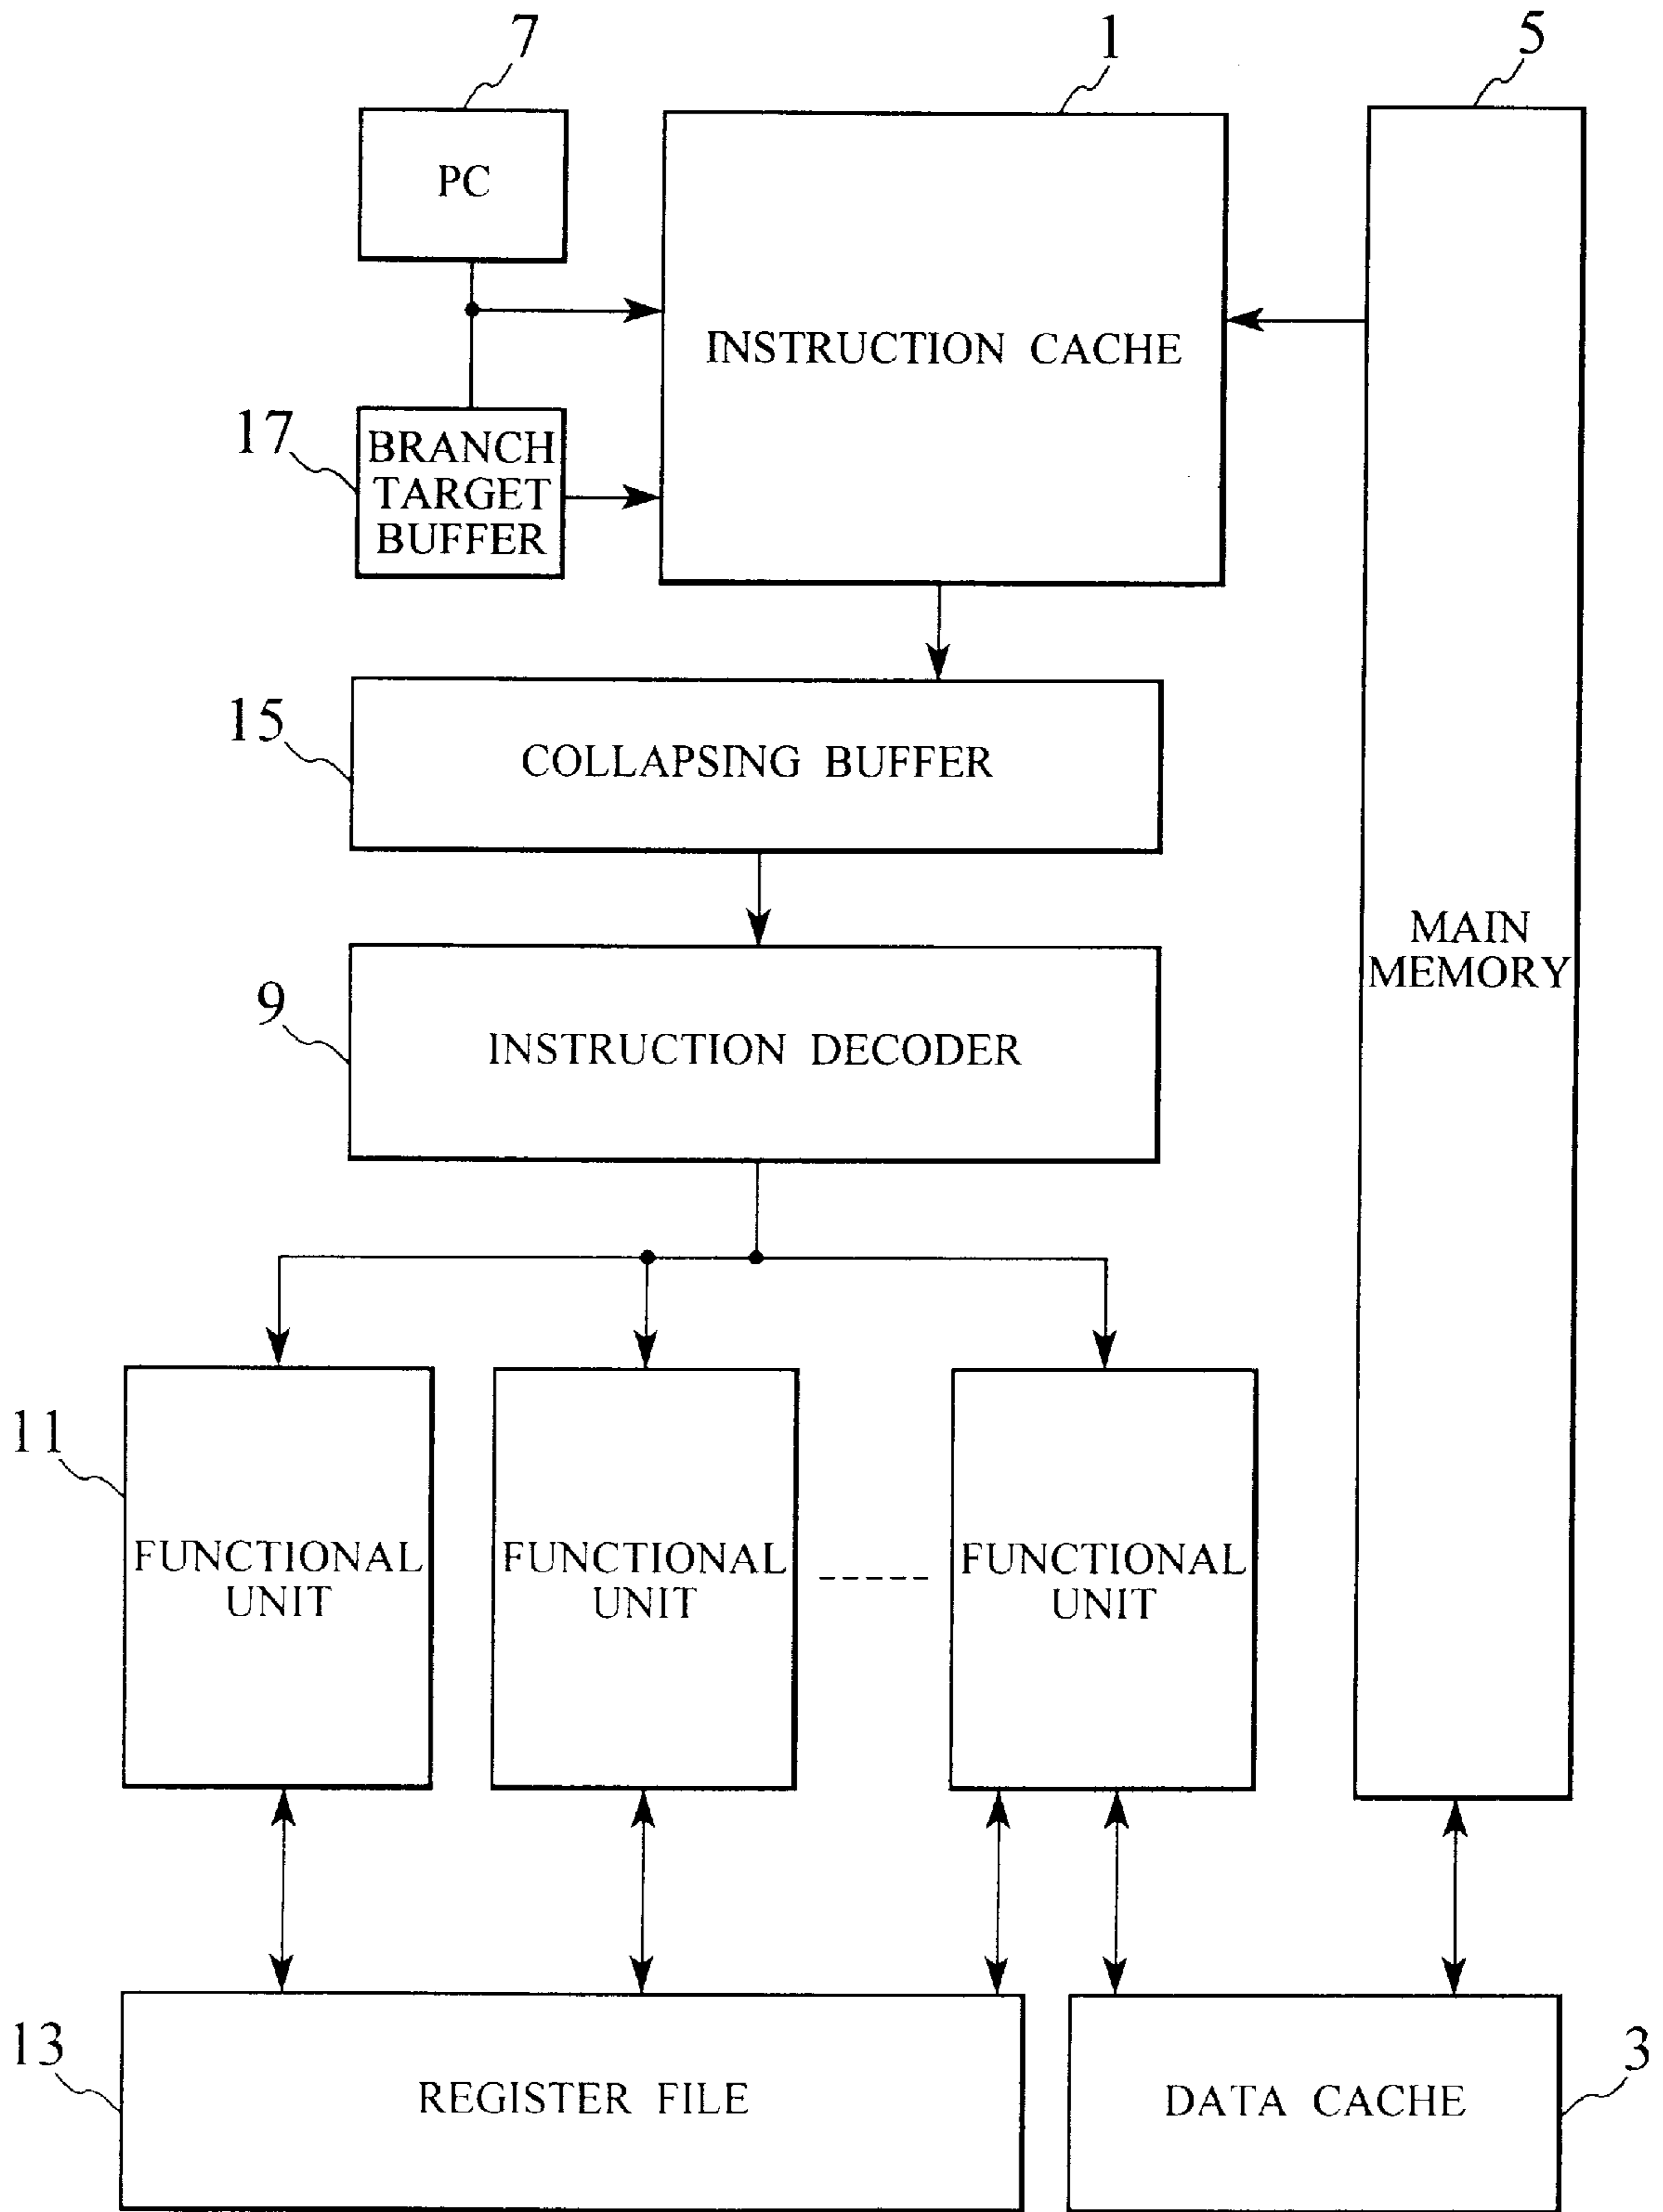 7
1
5
PC
INSTRUCTION CACHE
17
BRANCH
TARGET
BUFFER
15
COLLAPSING BUFFER
MAIN
MEMORY
9
INSTRUCTION DECODER
11
FUNCTIONAL
UNIT
FUNCTIONAL
UNIT
FUNCTIONAL
UNIT
13
REGISTER FILE
DATA CACHE
3